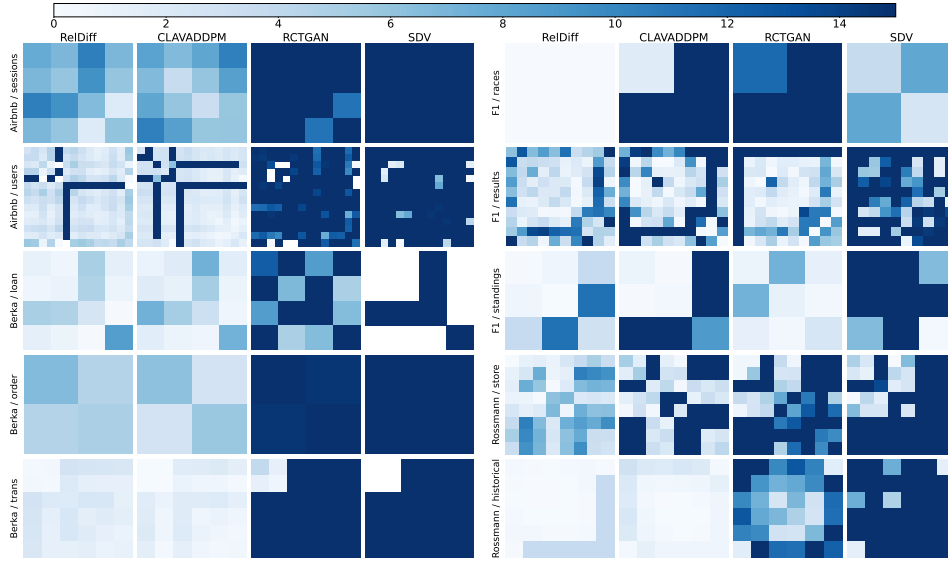 0 2 4 6 8 10 12 14
RelDiff CLAVADDPM RCTGAN SDV
RelDiff CLAVADDPM RCTGAN SDV
Airbnb / sessions
Airbnb / users
Berka / loan
Berka / order
Berka / trans
F1 / races
F1 / results
F1 / standings
Rossmann / store
Rossmann / historical